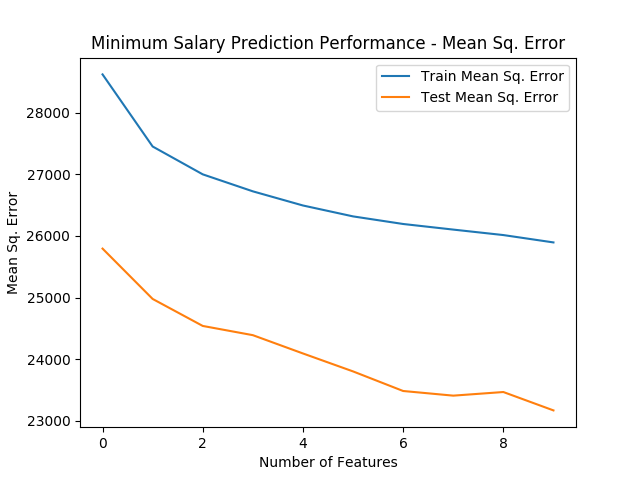 Minimum Salary Prediction Performance - Mean Sq. Error
Train Mean Sq. Error
Test Mean Sq. Error
Mean Sq. Error
28000
27000
26000
25000
24000
23000
0 2 4 6 8
Number of Features